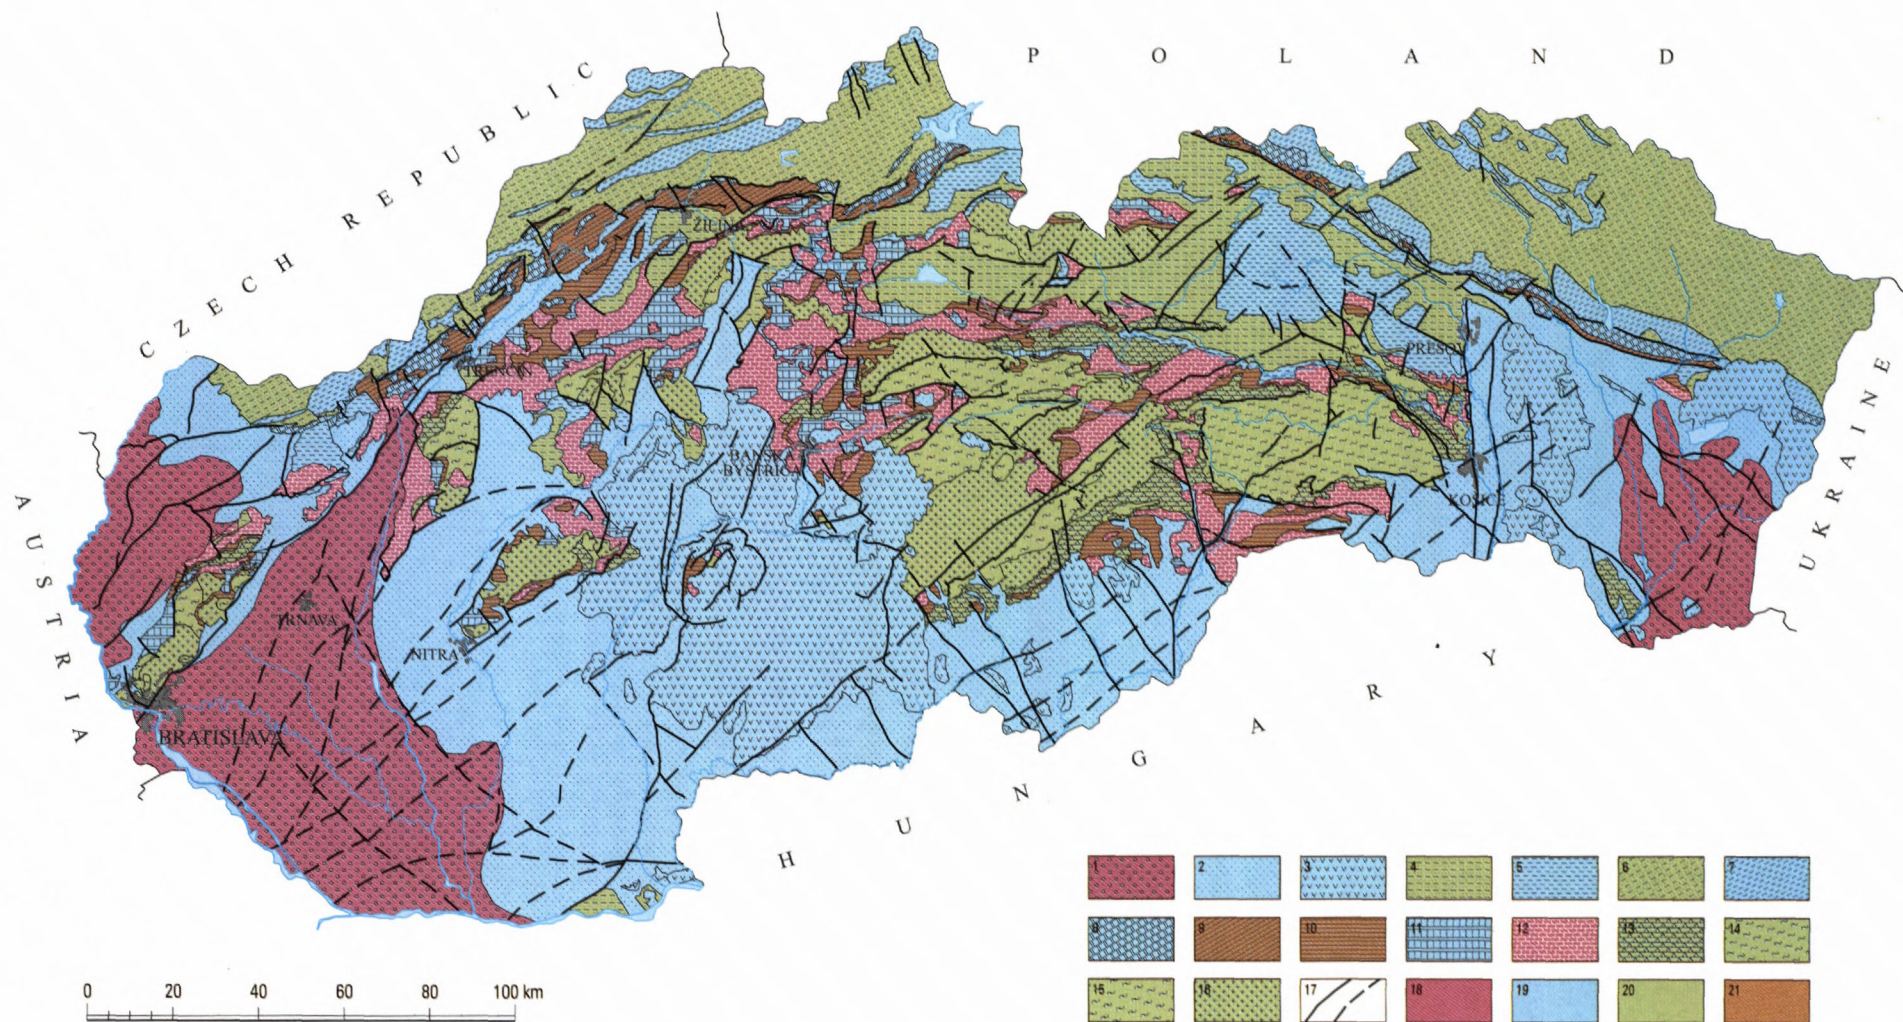 P O L A N D
CZECH REPUBLIC
ŽILINA
TRENČÍN
PREŠOV
BANSKÁ
BYSTRICA
KOŠICE
UKRAINE
AUSTRIA
TRNAVA
NITRA
BRATISLAVA
HUNGARY
1 2 3 4 5 6 7
8 9 10 11 12 13 14
15 16 17 18 19 20 21
0 20 40 60 80 100 km